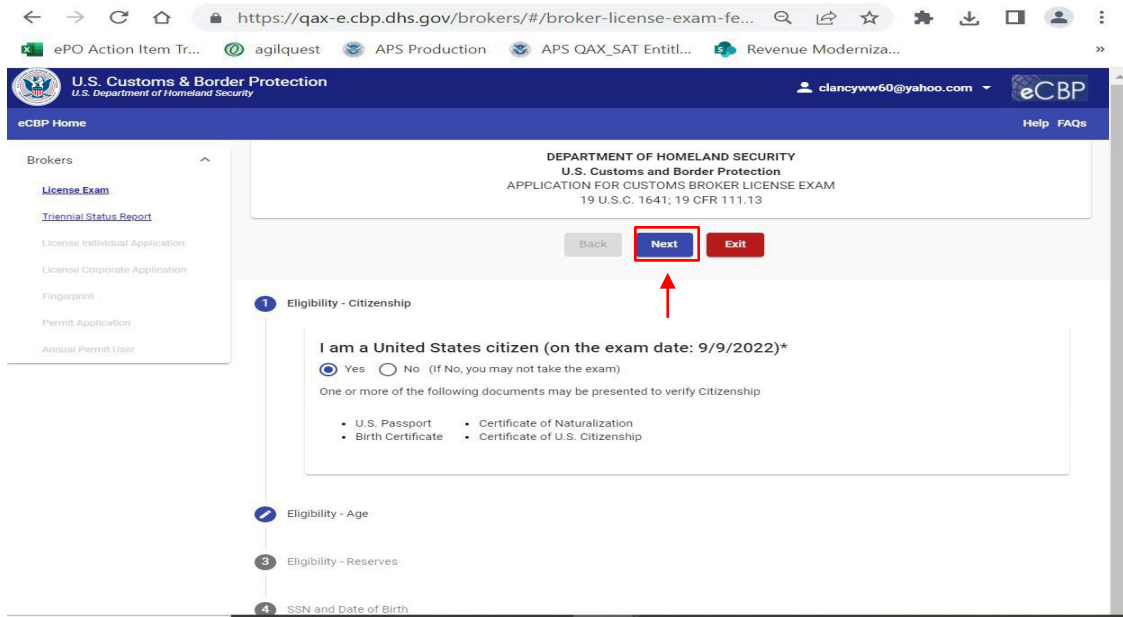 https://qax-e.cbp.dhs.gov/brokers/#/broker-license-exam-fe...
ePO Action Item Tr... agilquest APS Production APS QAX_SAT Entitl... Revenue Moderniza... »
U.S. Customs & Border Protection
U.S. Department of Homeland Security
clancyww60@yahoo.com
eCBP
eCBP Home
Help FAQs
Brokers
License Exam
Triennial Status Report
License Individual Application
License Corporate Application
Fingerprint
Permit Application
Annual Permit User
DEPARTMENT OF HOMELAND SECURITY
U.S. Customs and Border Protection
APPLICATION FOR CUSTOMS BROKER LICENSE EXAM
19 U.S.C. 1641; 19 CFR 111.13
Back Next Exit
1 Eligibility - Citizenship
I am a United States citizen (on the exam date: 9/9/2022)*
Yes No (If No, you may not take the exam)
One or more of the following documents may be presented to verify Citizenship
• U.S. Passport • Certificate of Naturalization
• Birth Certificate • Certificate of U.S. Citizenship
Eligibility - Age
3 Eligibility - Reserves
4 SSN and Date of Birth